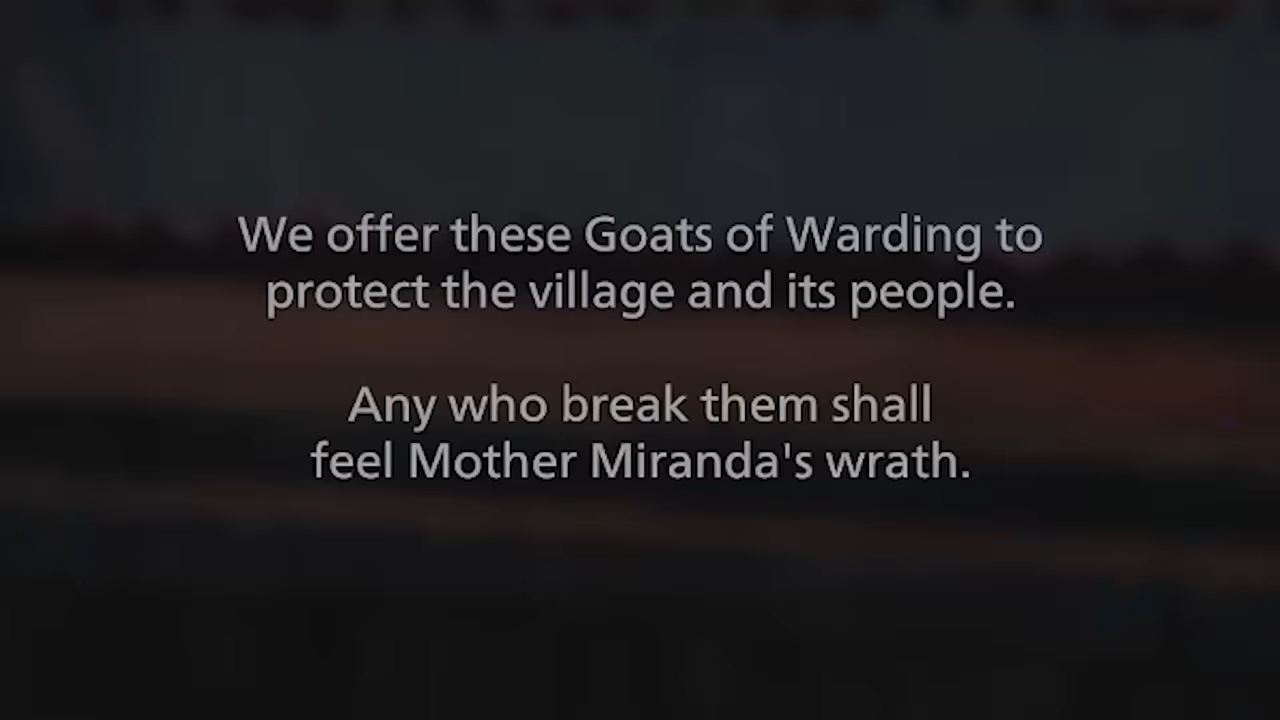 We offer these Goats of Warding to
protect the village and its people.
Any who break them shall
feel Mother Miranda's wrath.